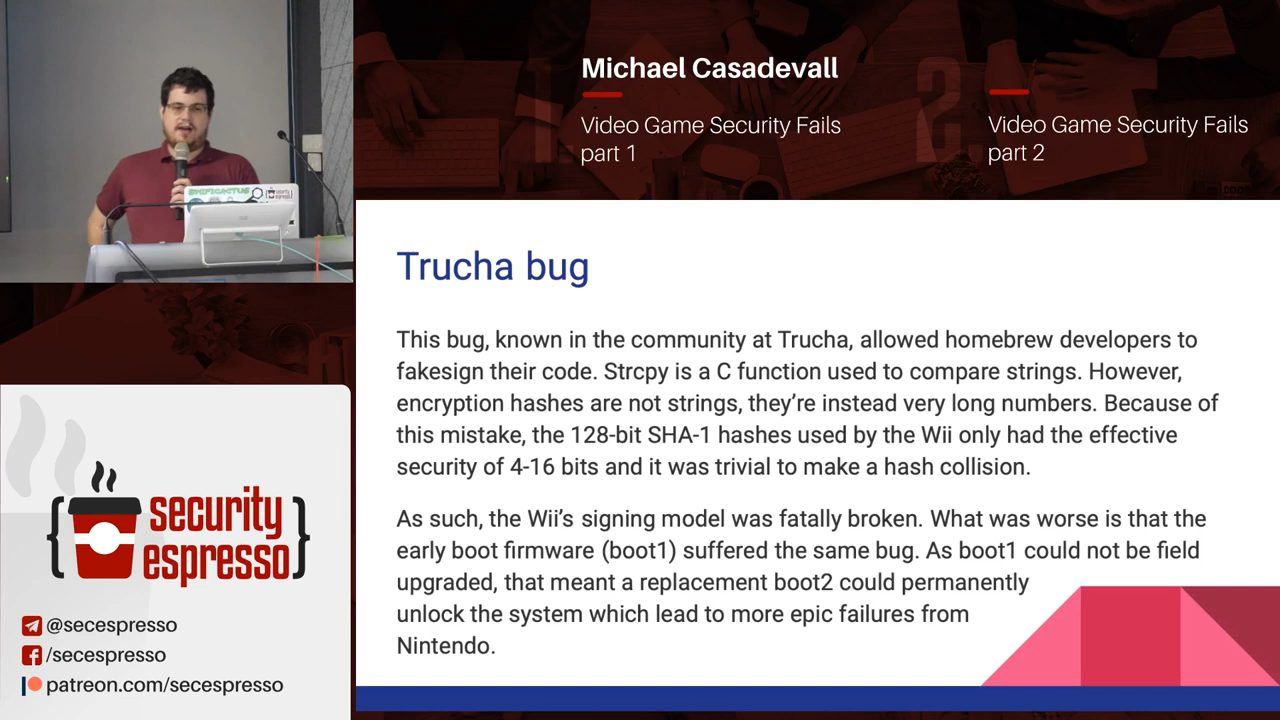 Michael Casadevall
1
Video Game Security Fails
part 1
2
Video Game Security Fails
part 2
Trucha bug
This bug, known in the community at Trucha, allowed homebrew developers to
fakesign their code. Strcpy is a C function used to compare strings. However,
encryption hashes are not strings, they’re instead very long numbers. Because of
this mistake, the 128-bit SHA-1 hashes used by the Wii only had the effective
security of 4-16 bits and it was trivial to make a hash collision.
As such, the Wii’s signing model was fatally broken. What was worse is that the
early boot firmware (boot1) suffered the same bug. As boot1 could not be field
upgraded, that meant a replacement boot2 could permanently
unlock the system which lead to more epic failures from
Nintendo.
{security
espresso}
@secespresso
/secespresso
patreon.com/secespresso